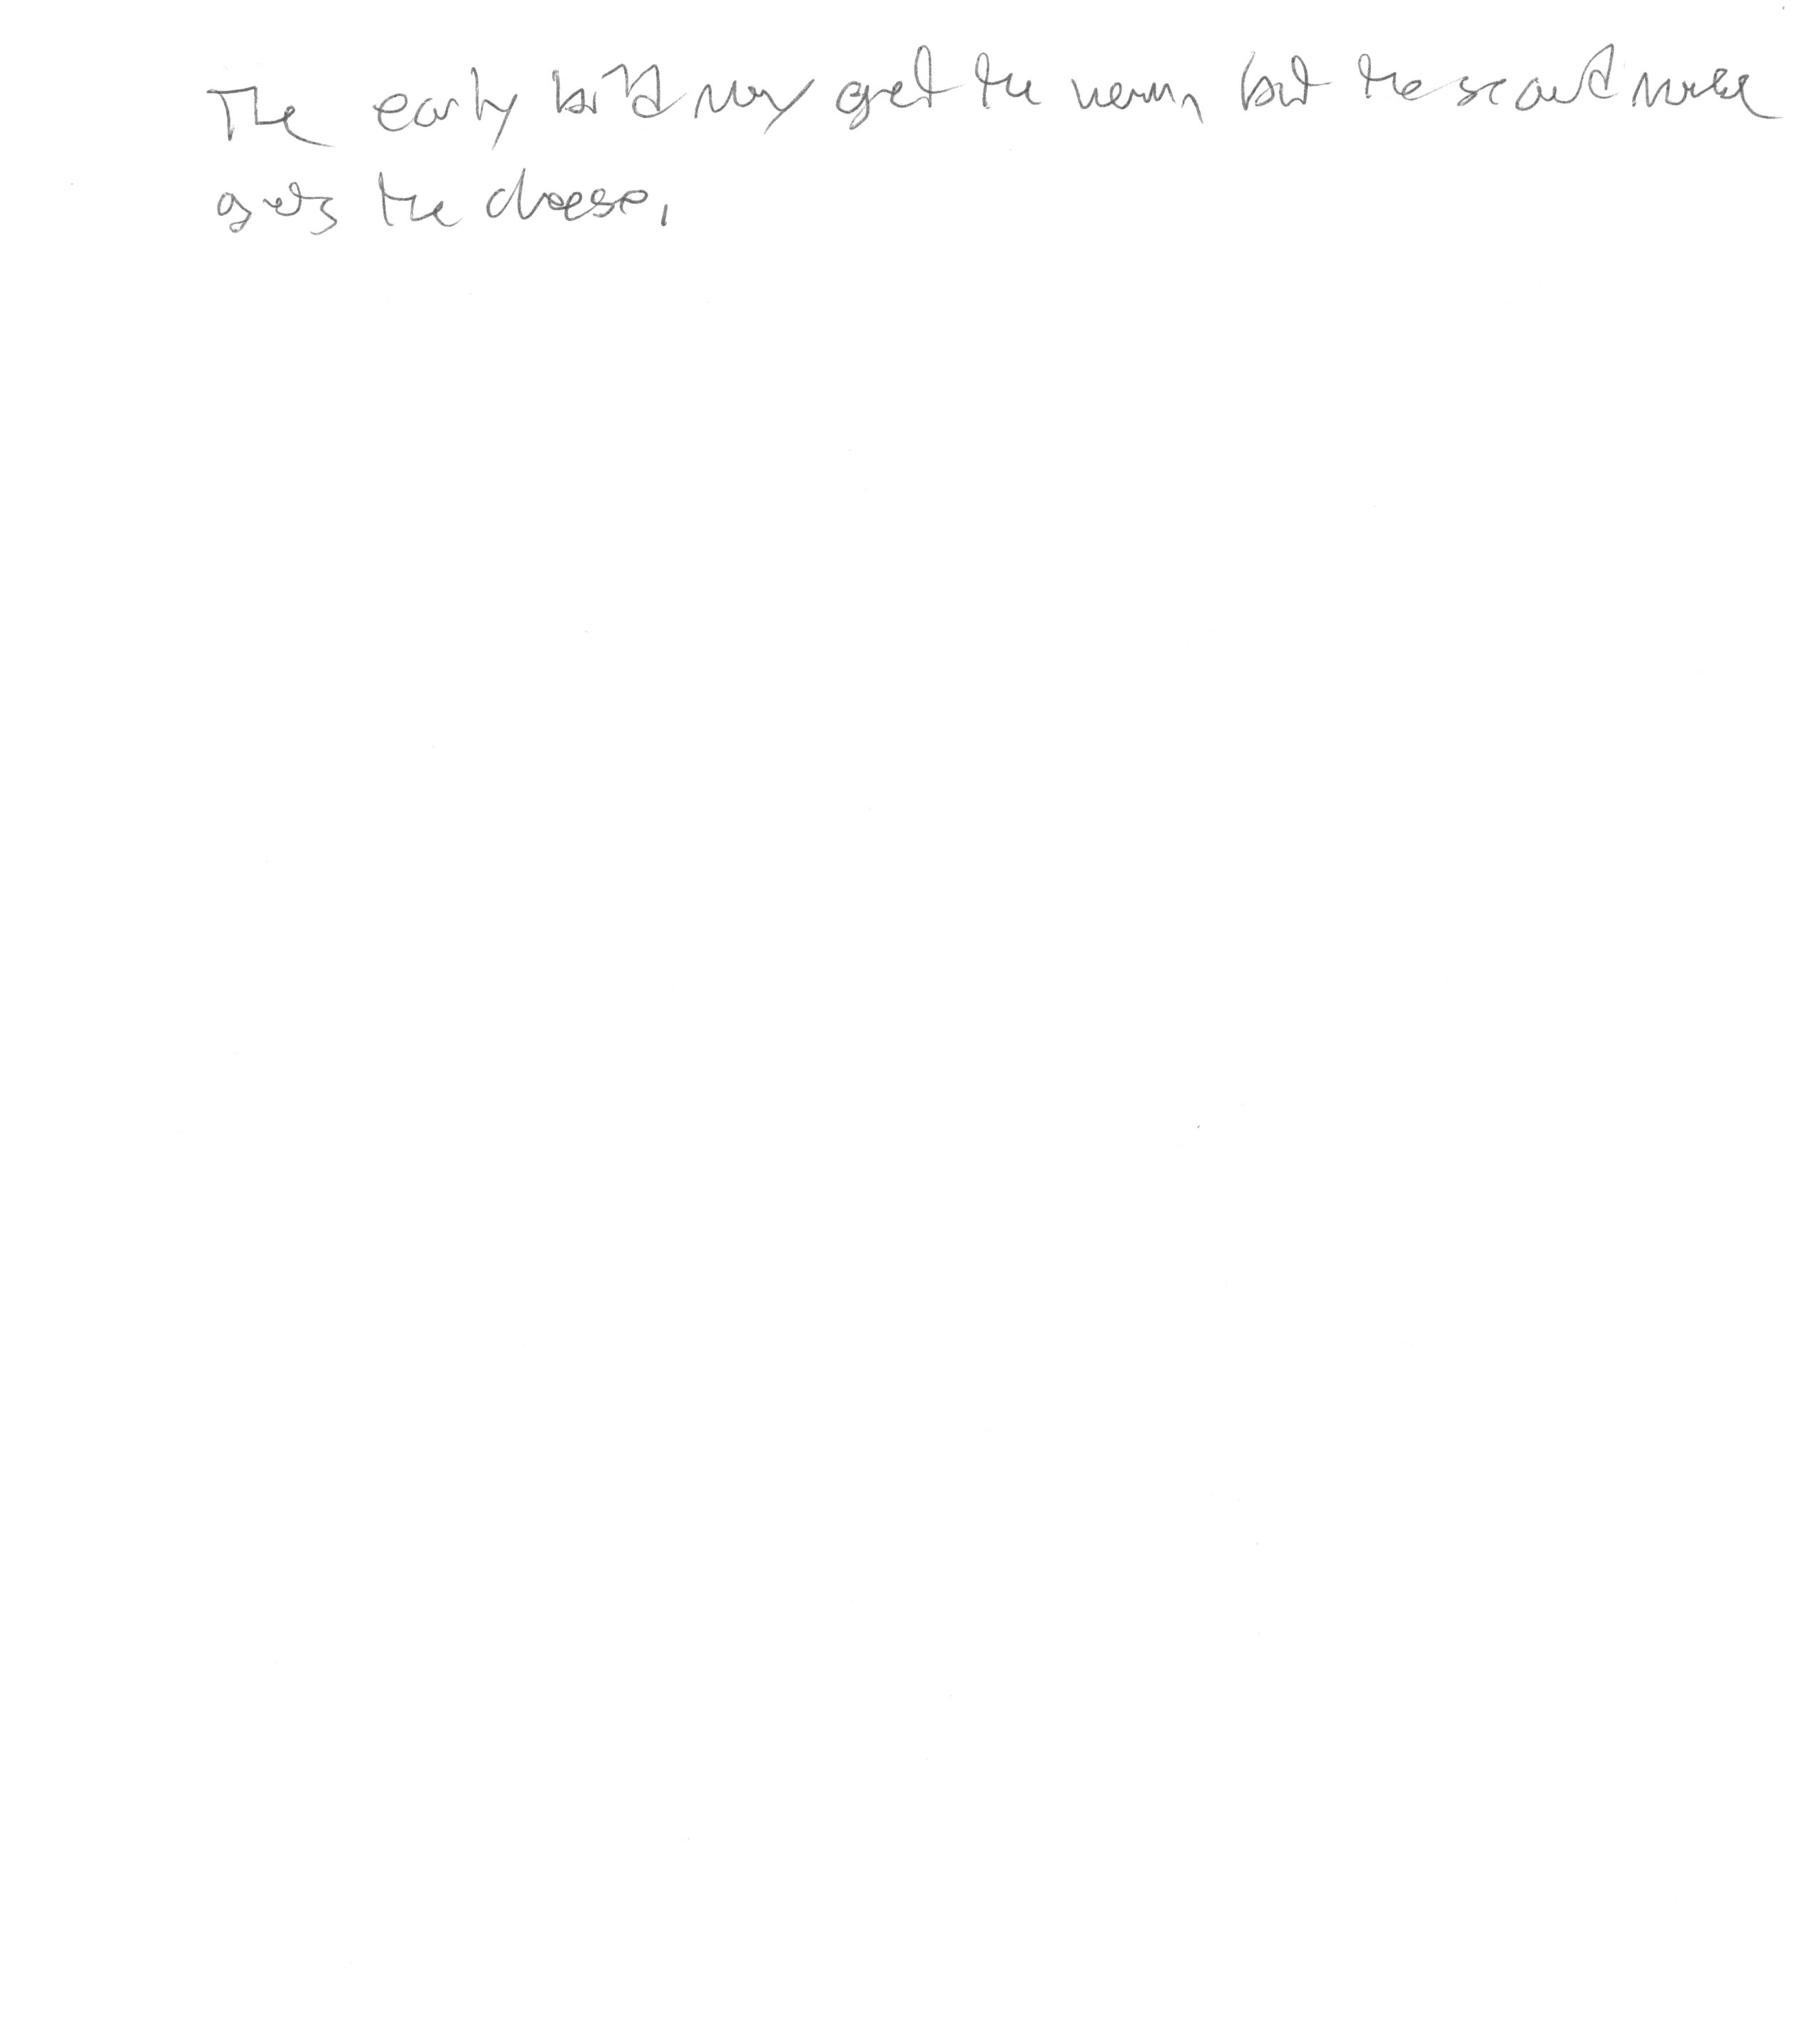 The early bird may get the worm, but the second mouse
gets the cheese.